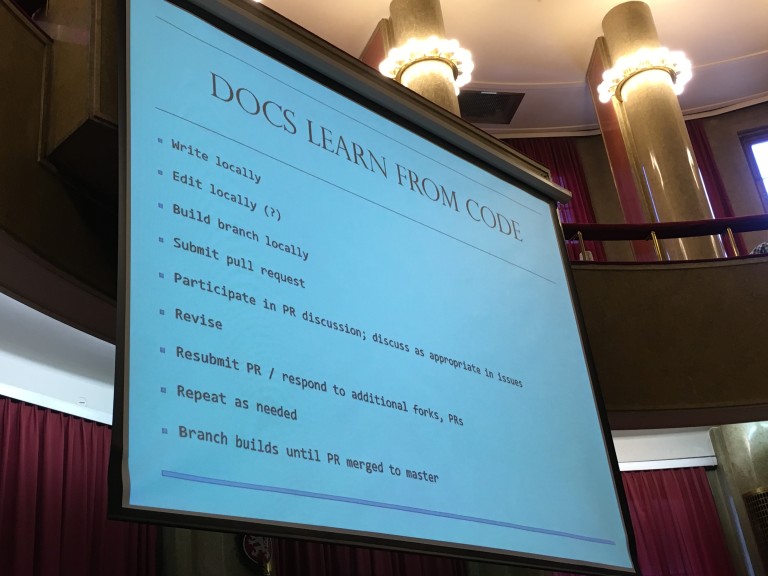 DOCS LEARN FROM CODE
Write locally
Edit locally (?)
Build branch locally
Submit pull request
Participate in PR discussion; discuss as appropriate in issues
Revise
Resubmit PR / respond to additional forks, PRs
Repeat as needed
Branch builds until PR merged to master